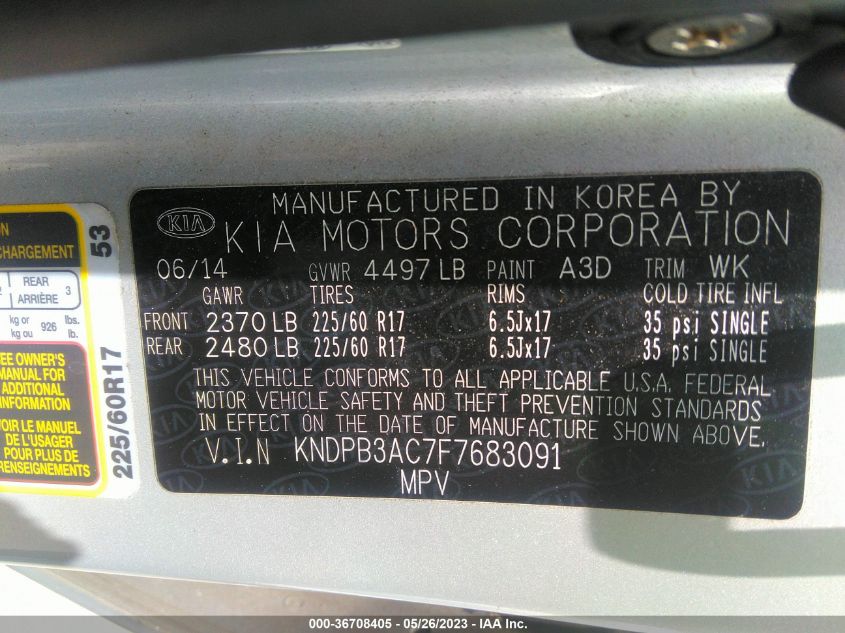 ON
CHARGEMENT
REAR 3
ARRIÈRE
kg or 926 lbs.
kg ou lb.
EE OWNER'S
MANUAL FOR
ADDITIONAL
INFORMATION
OIR LE MANUEL
DE L'USAGER
POUR PLUS DE
RENSEIGNEMENTS
53
225/60R17
KIA
MANUFACTURED IN KOREA BY
KIA MOTORS CORPORATION
06/14 GVWR 4497 LB PAINT A3D TRIM WK
GAWR TIRES RIMS COLD TIRE INFL
FRONT 2370 LB 225/60 R17 6.5Jx17 35 psi SINGLE
REAR 2480 LB 225/60 R17 6.5Jx17 35 psi SINGLE
THIS VEHICLE CONFORMS TO ALL APPLICABLE U.S.A. FEDERAL
MOTOR VEHICLE SAFETY AND THEFT PREVENTION STANDARDS
IN EFFECT ON THE DATE OF MANUFACTURE SHOWN ABOVE.
V.I.N KNDPB3AC7F7683091
MPV
000-36708405 - 05/26/2023 - IAA Inc.